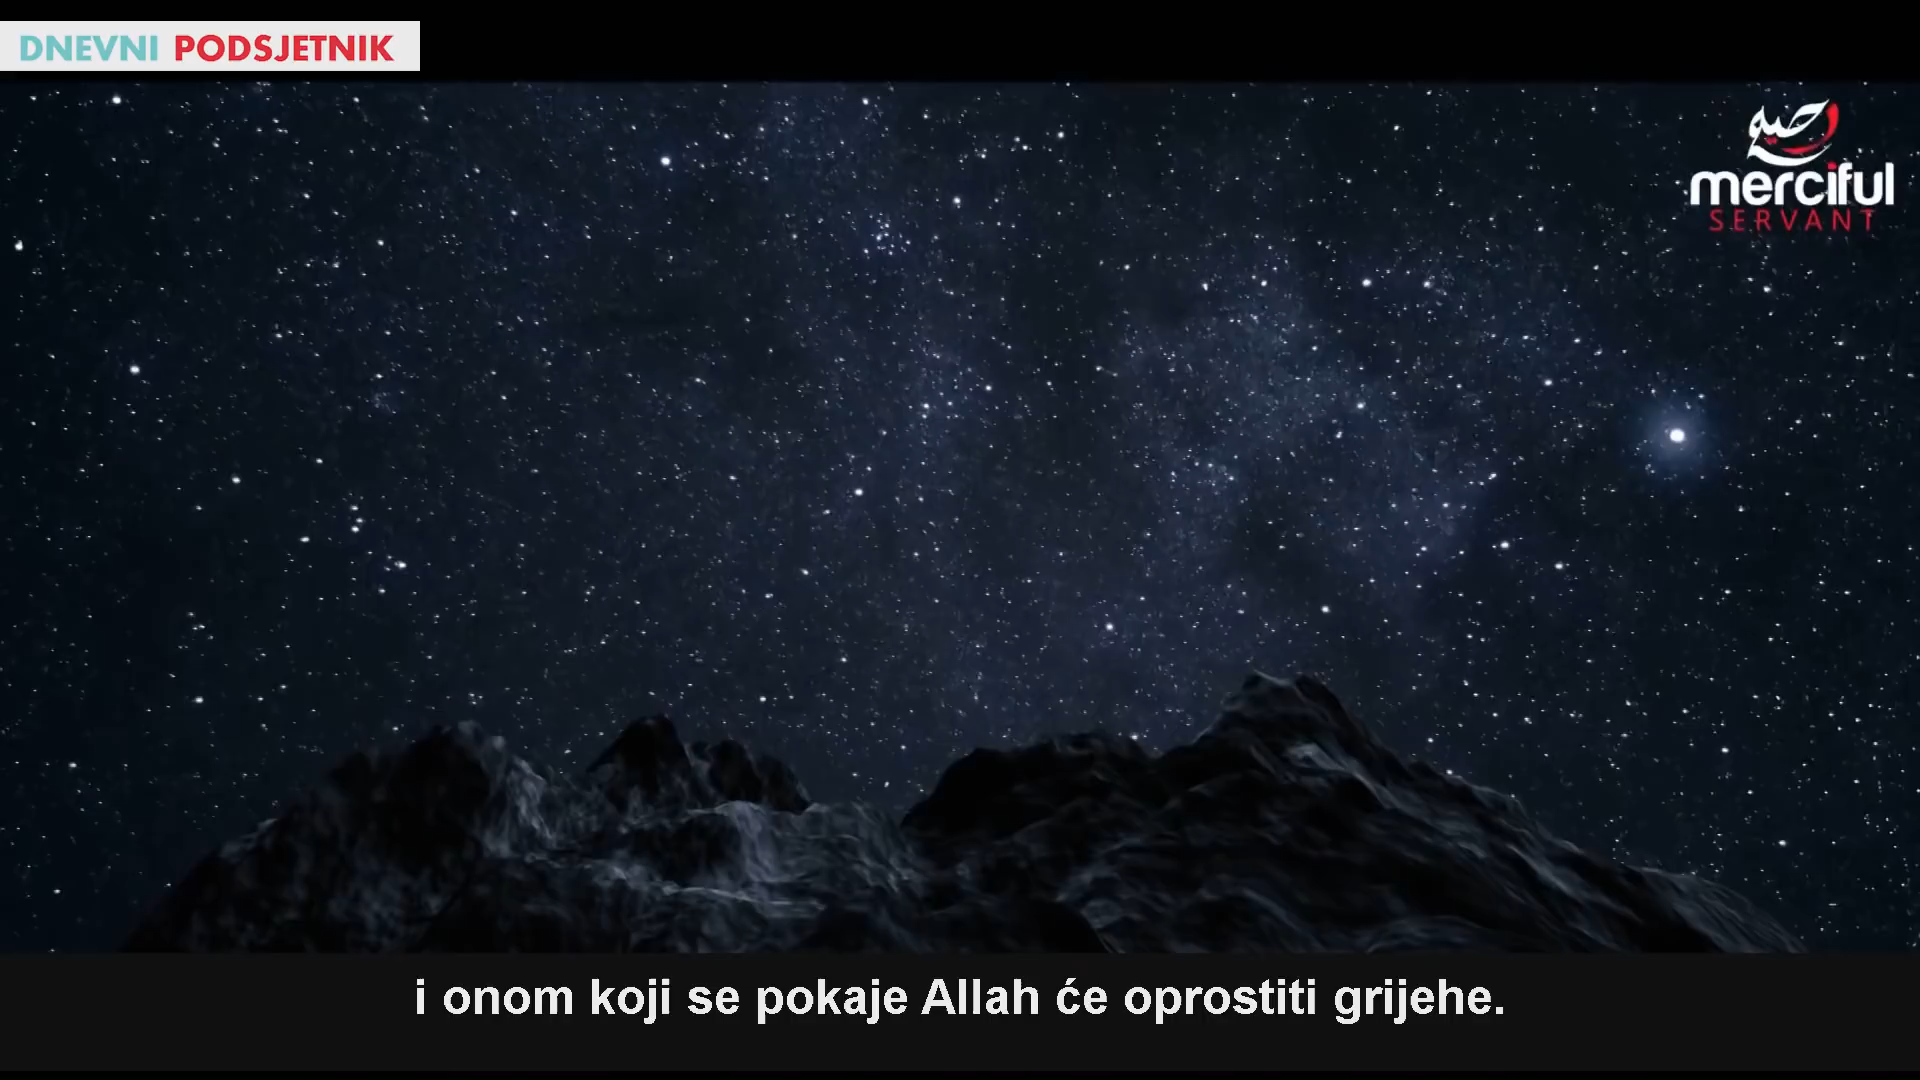 DNEVNI PODSJETNIK
merciful
SERVANT
i onom koji se pokaje Allah će oprostiti grijehe.